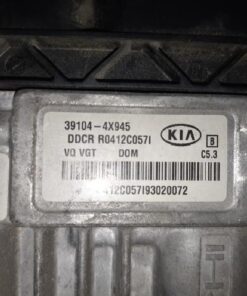 39104-4X945
DDCR R0412C057I
KIA
B
VQ VGT DOM
C5.3
412C057I93020072